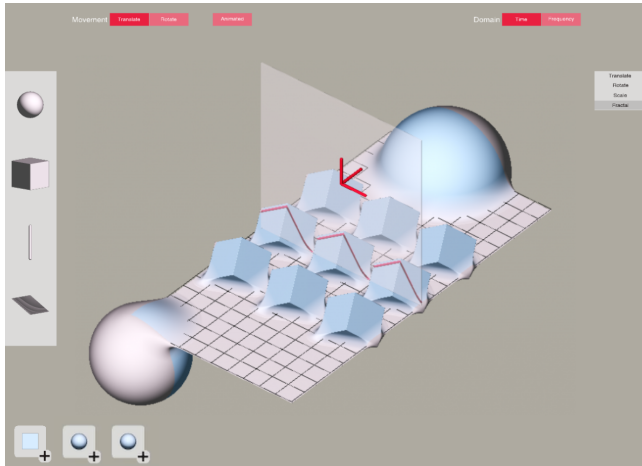 Movement Translate Rotate Animated Domain Time Frequency
Translate
Rotate
Scale
Fractal